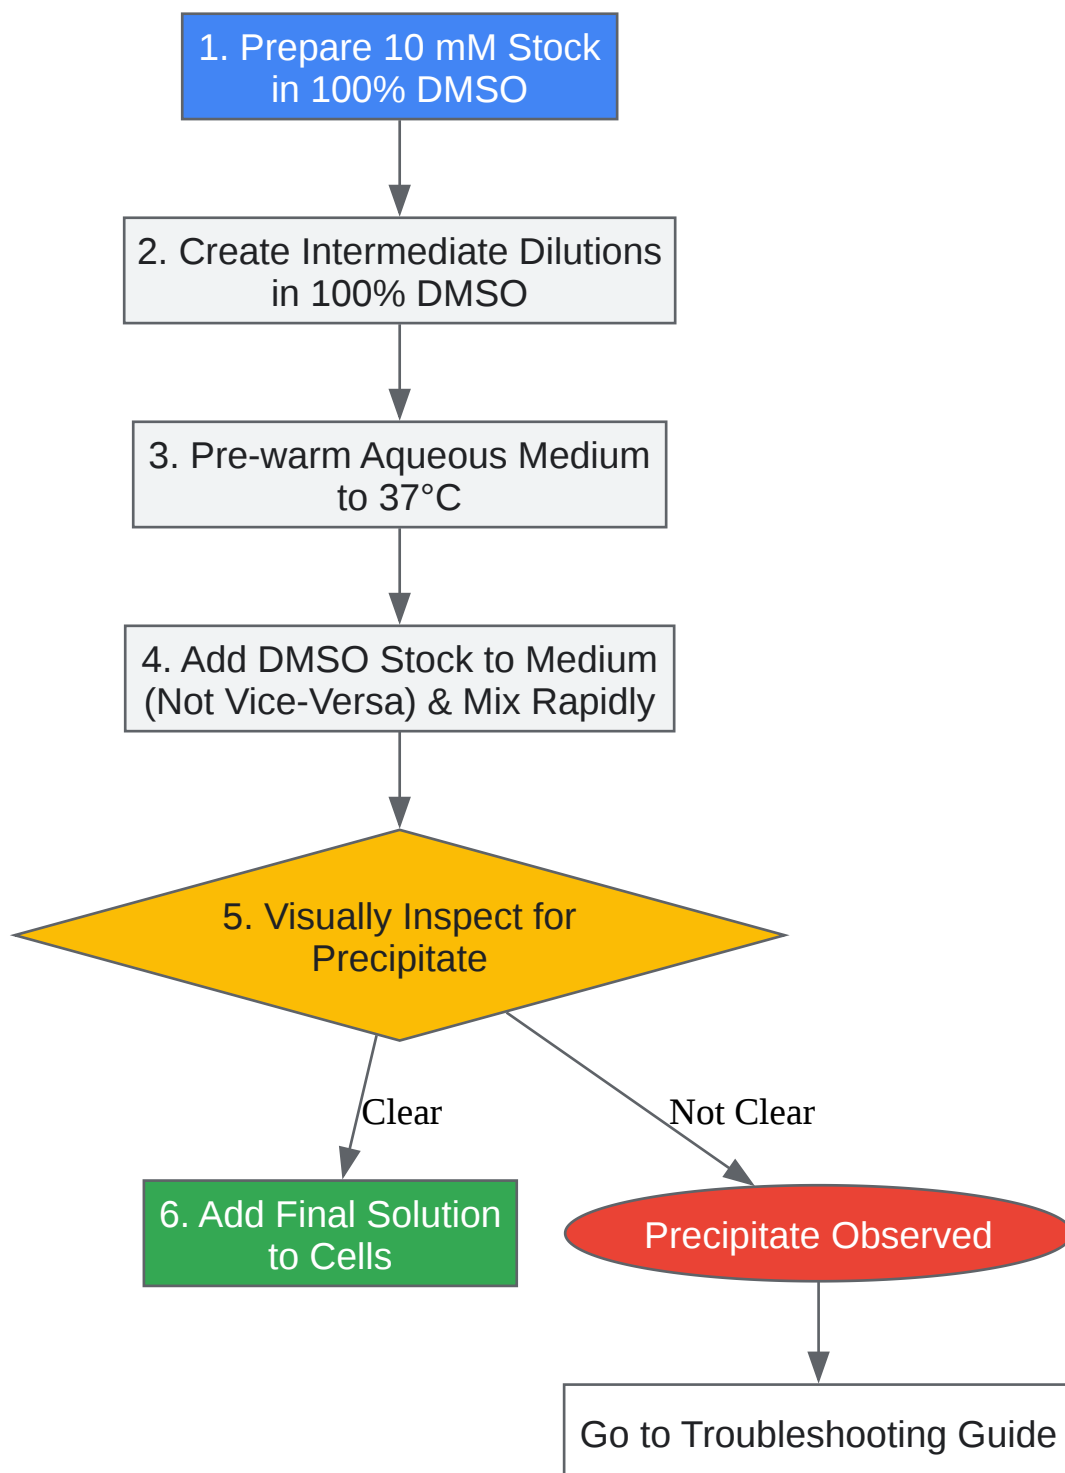 1. Prepare 10 mM Stock
in 100% DMSO
2. Create Intermediate Dilutions
in 100% DMSO
3. Pre-warm Aqueous Medium
to 37°C
4. Add DMSO Stock to Medium
(Not Vice-Versa) & Mix Rapidly
5. Visually Inspect for
Precipitate
Clear
Not Clear
6. Add Final Solution
to Cells
Precipitate Observed
Go to Troubleshooting Guide